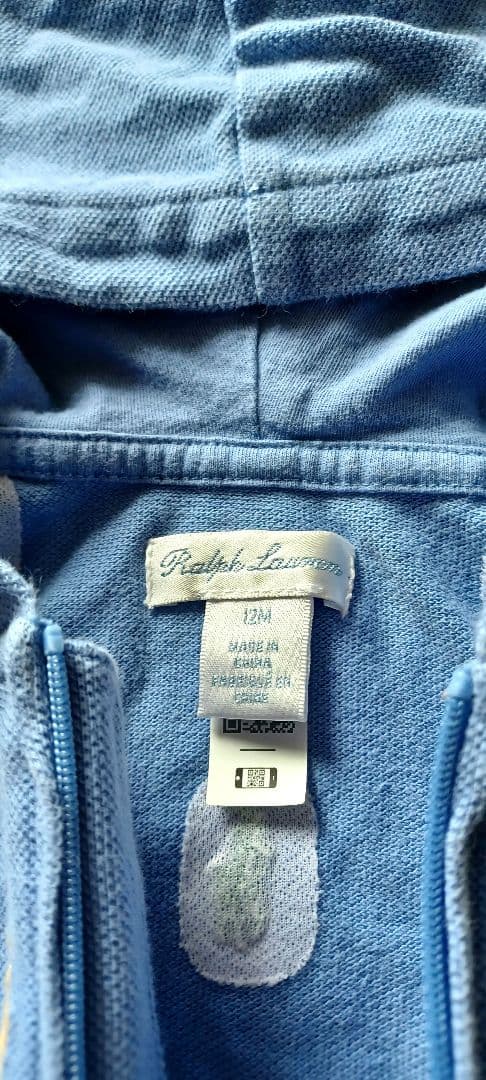 Ralph Lauren
12M
MADE IN
CHINA
FABRIQUÉ EN
CHINE